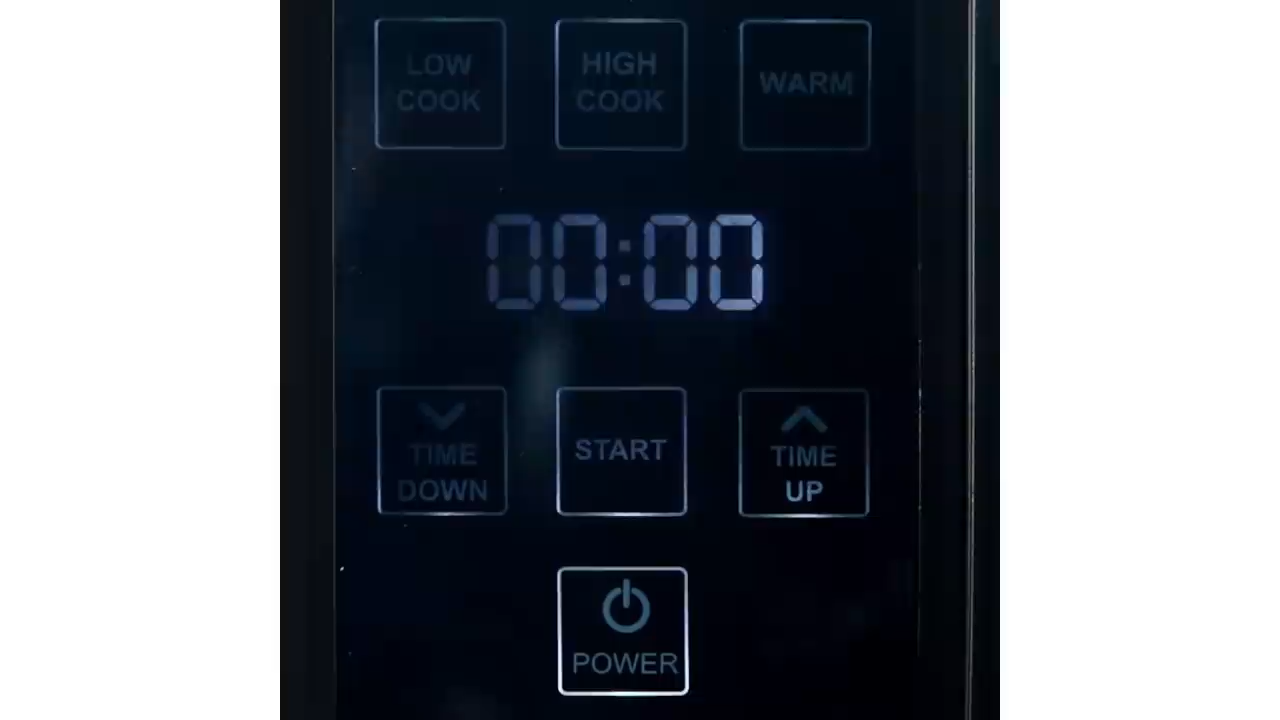 LOW
COOK
HIGH
COOK
WARM
00:00
TIME
DOWN
START
TIME
UP
POWER